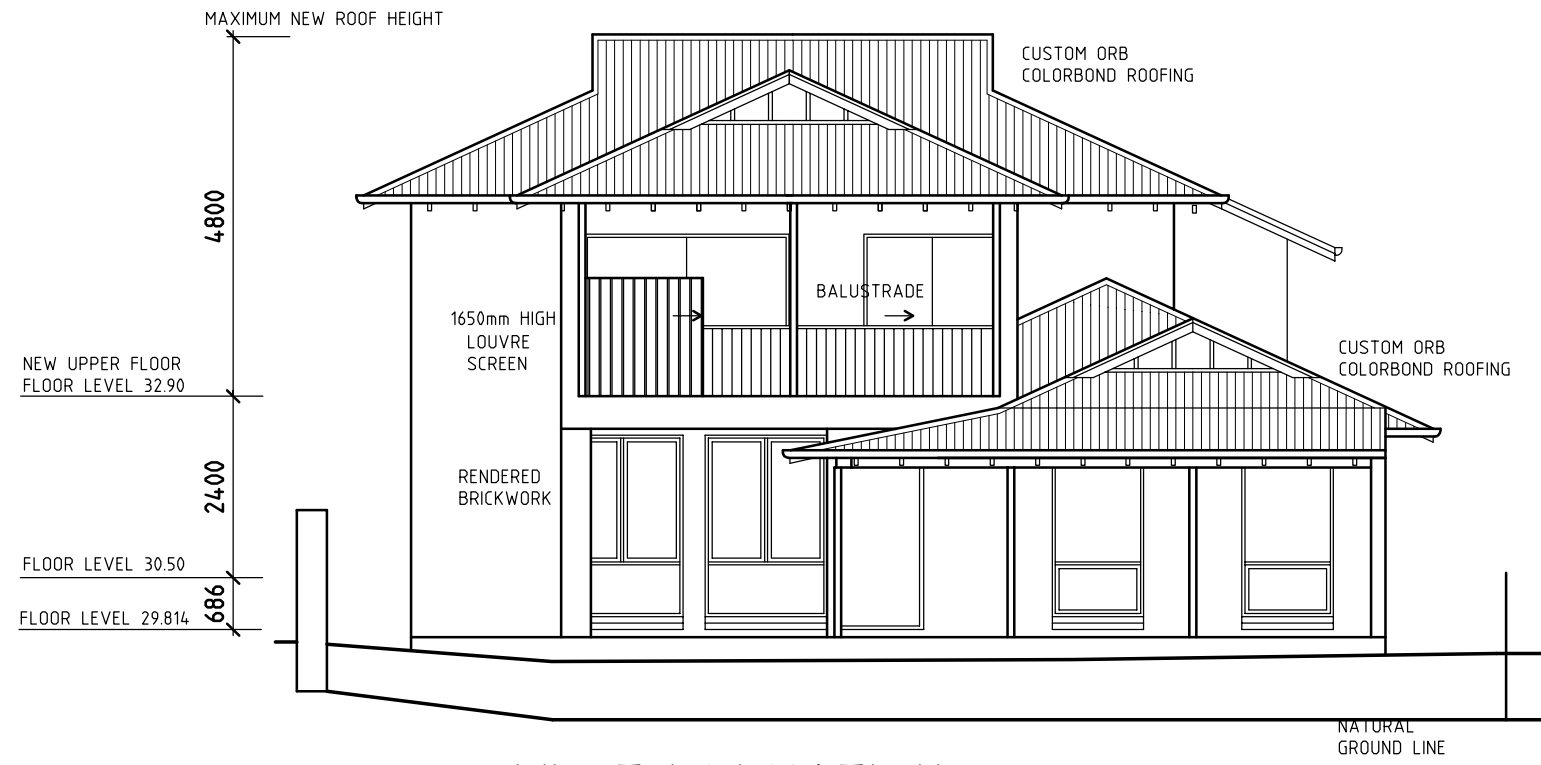 MAXIMUM NEW ROOF HEIGHT
CUSTOM ORB
COLORBOND ROOFING
4800
BALUSTRADE
1650mm HIGH
LOUVRE
SCREEN
CUSTOM ORB
COLORBOND ROOFING
NEW UPPER FLOOR
FLOOR LEVEL 32.90
2400
RENDERED
BRICKWORK
FLOOR LEVEL 30.50
686
FLOOR LEVEL 29.814
NATURAL
GROUND LINE